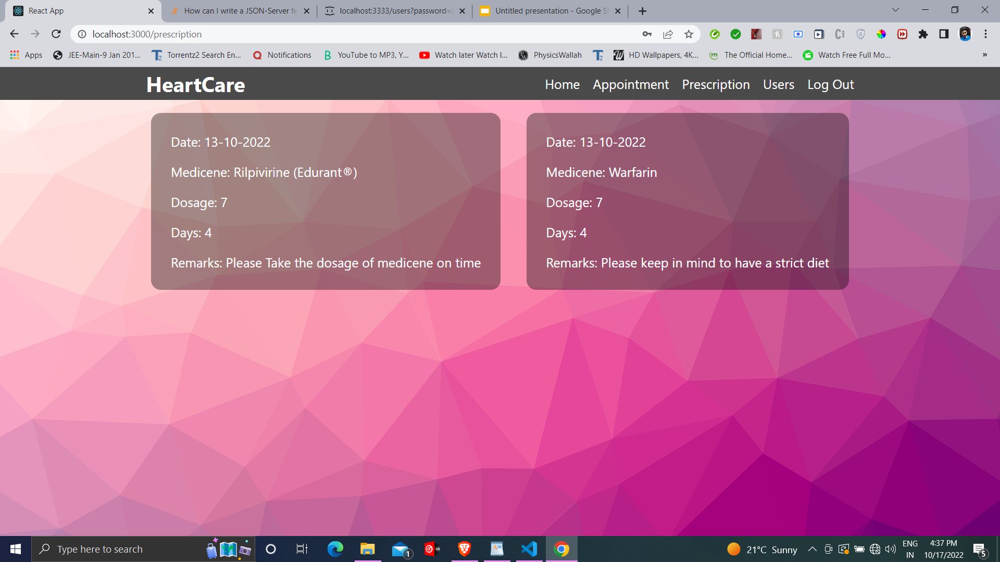 React App
How can I write a JSON-Server fe
localhost:3333/users?password=
Untitled presentation - Google Sl
localhost:3000/prescription
Apps
JEE-Main-9 Jan 201...
Torrentz2 Search En...
Notifications
YouTube to MP3, Y...
Watch later Watch l...
PhysicsWallah
HD Wallpapers, 4K...
The Official Home...
Watch Free Full Mo...
»
HeartCare
Home
Appointment
Prescription
Users
Log Out
Date: 13-10-2022
Medicene: Rilpivirine (Edurant®)
Dosage: 7
Days: 4
Remarks: Please Take the dosage of medicene on time
Date: 13-10-2022
Medicene: Warfarin
Dosage: 7
Days: 4
Remarks: Please keep in mind to have a strict diet
Type here to search
1
21°C Sunny
ENG
IN
4:37 PM
10/17/2022
5